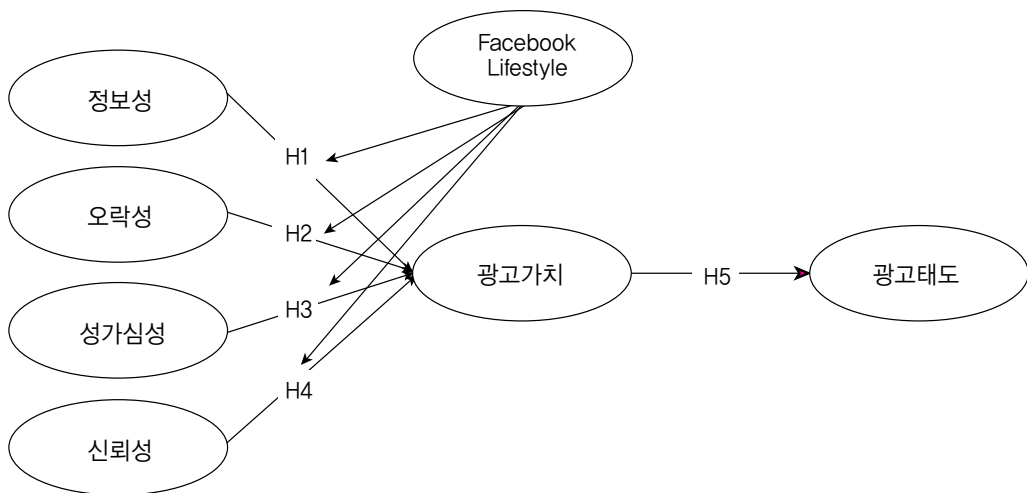 Facebook
Lifestyle
정보성
H1
오락성
H2
광고가치
H5
광고태도
성가심성
H3
H4
신뢰성